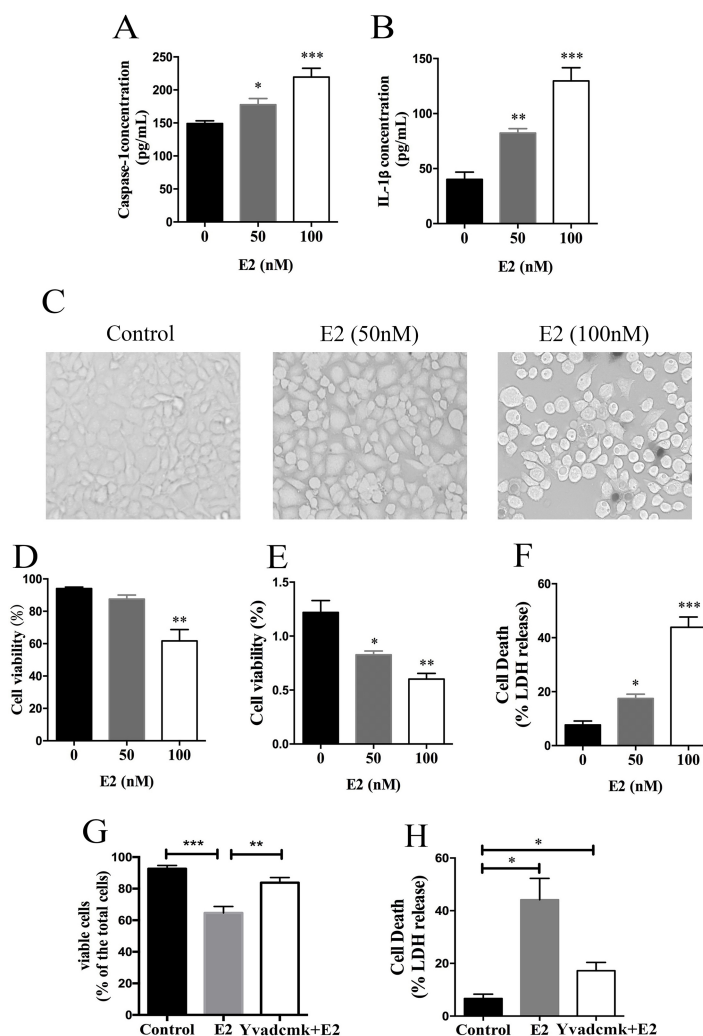 A
Caspase-1concentration
(pg/mL)
250
200
150
100
50
0
*
***
0 50 100
E2 (nM)
B
IL-1β concentration
(pg/mL)
150
100
50
0
**
***
0 50 100
E2 (nM)
C
Control E2 (50nM) E2 (100nM)
D
Cell viability (%)
100
80
60
40
20
0
**
0 50 100
E2 (nM)
E
Cell viability (%)
1.5
1.0
0.5
0.0
*
**
0 50 100
E2 (nM)
F
Cell Death
(% LDH release)
60
40
20
0
*
***
0 50 100
E2 (nM)
G
viable cells
(% of the total cells)
100
80
60
40
20
0
*** **
Control E2 Yvadcmk+E2
H
Cell Death
(% LDH release)
60
40
20
0
*
*
Control E2 Yvadcmk+E2